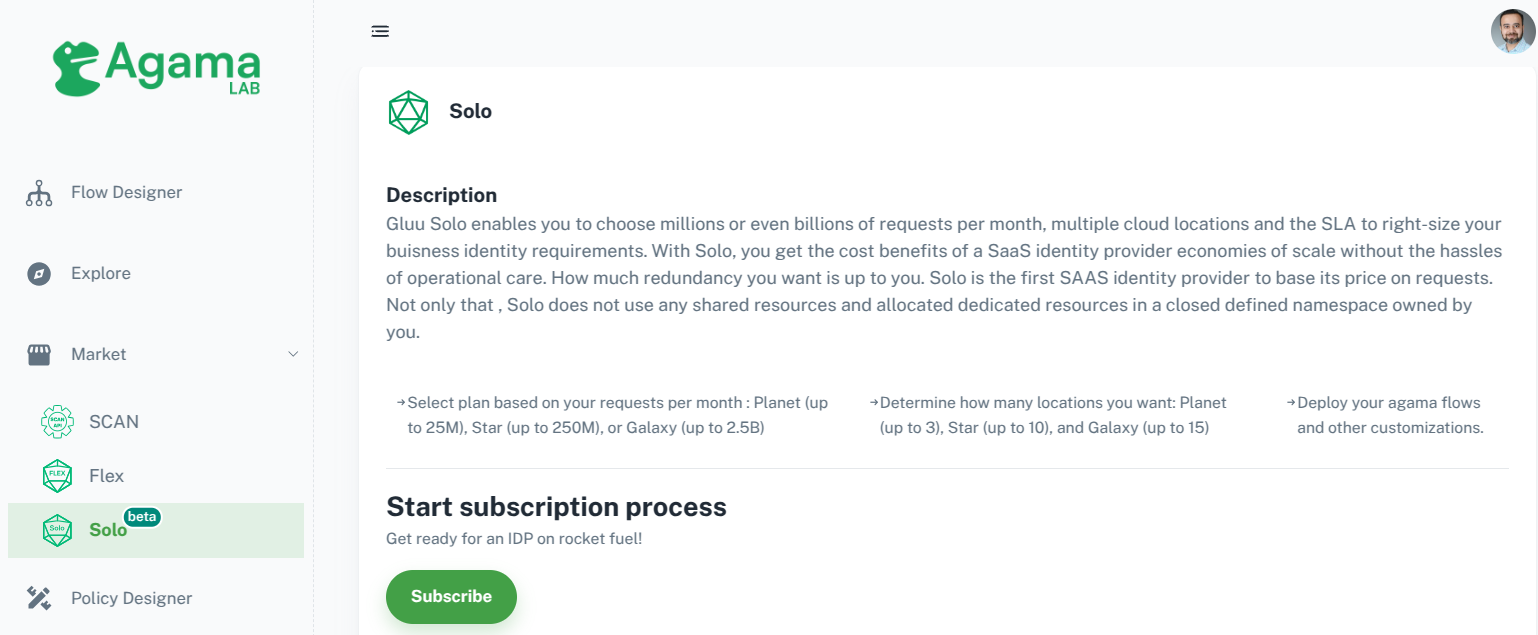 Agama
LAB
Flow Designer
Explore
Market
SCAN
API
SCAN
FLEX
Flex
Solo
Solo
beta
Policy Designer
Solo
Description
Gluu Solo enables you to choose millions or even billions of requests per month, multiple cloud locations and the SLA to right-size your
buisness identity requirements. With Solo, you get the cost benefits of a SaaS identity provider economies of scale without the hassles
of operational care. How much redundancy you want is up to you. Solo is the first SAAS identity provider to base its price on requests.
Not only that , Solo does not use any shared resources and allocated dedicated resources in a closed defined namespace owned by
you.
→Select plan based on your requests per month : Planet (up
to 25M), Star (up to 250M), or Galaxy (up to 2.5B)
→Determine how many locations you want: Planet
(up to 3), Star (up to 10), and Galaxy (up to 15)
→Deploy your agama flows
and other customizations.
Start subscription process
Get ready for an IDP on rocket fuel!
Subscribe